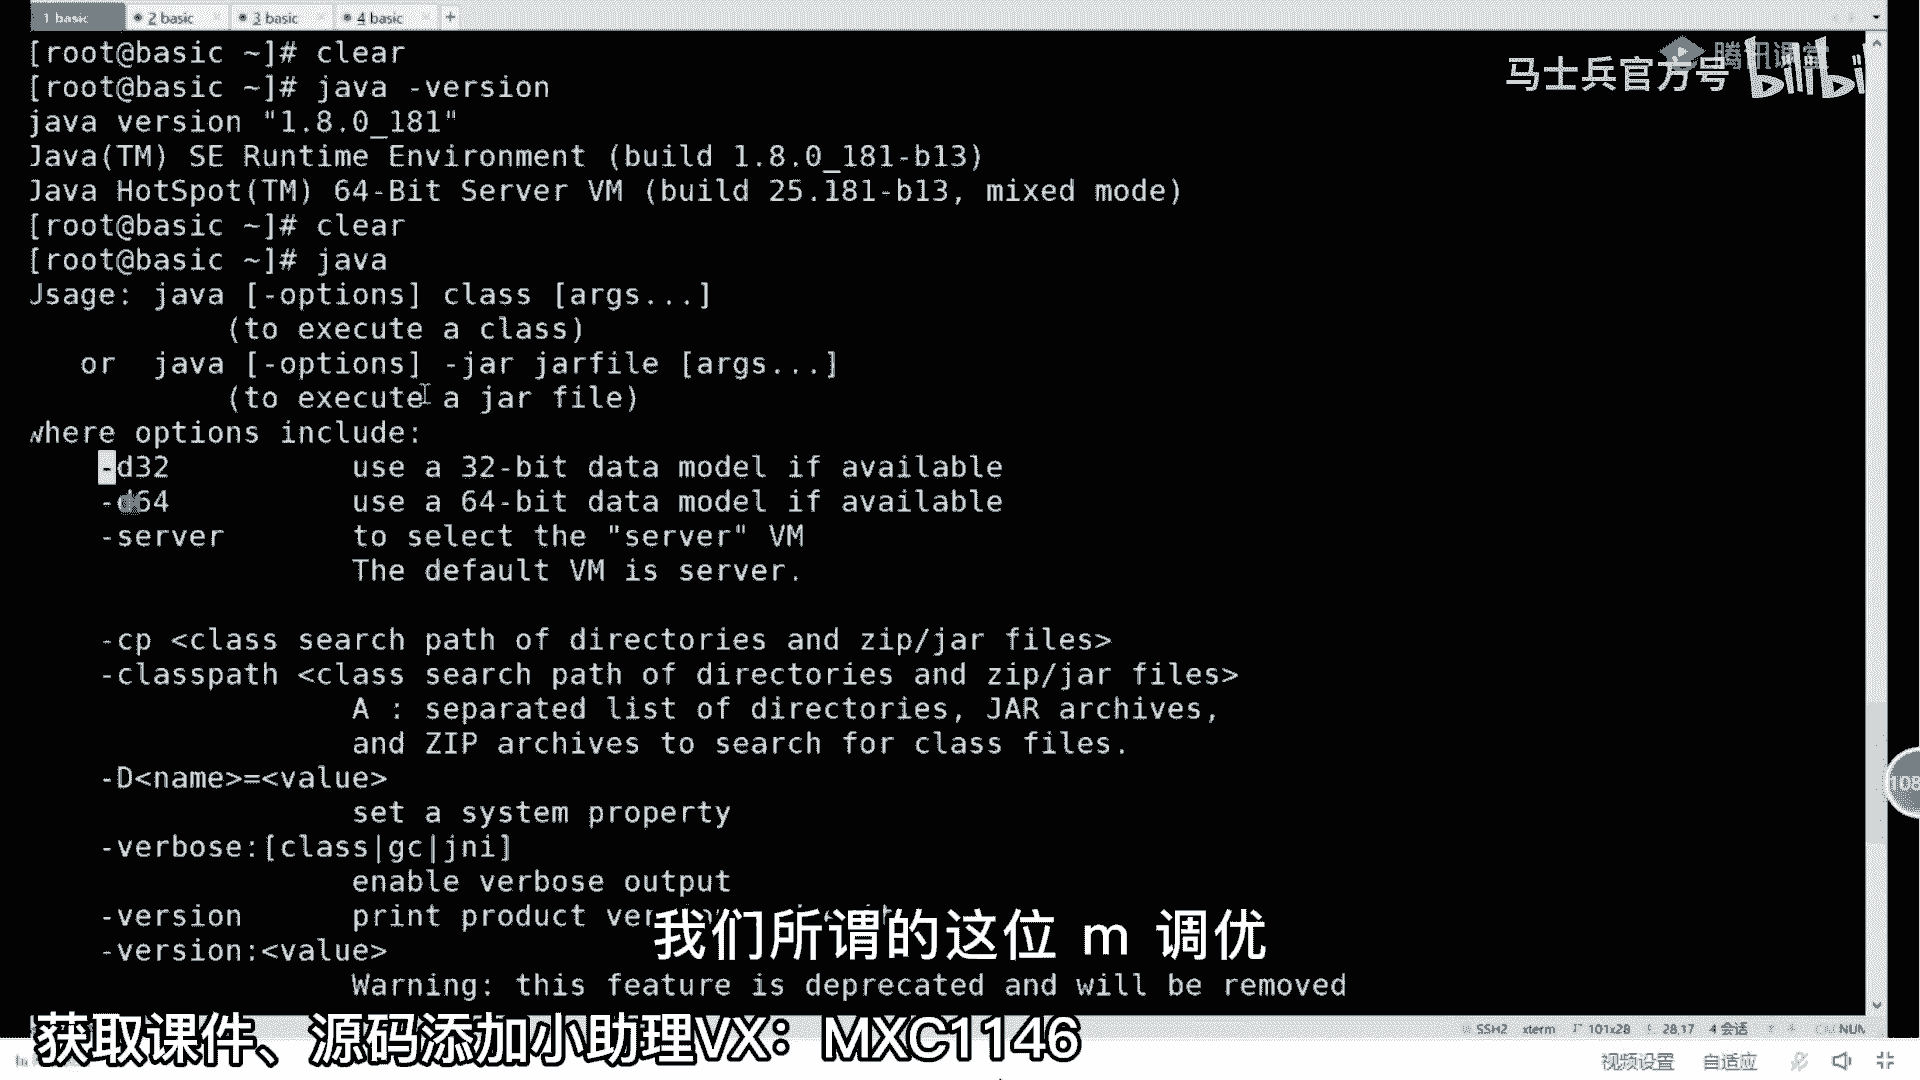 1 basic
2 basic
3 basic
4 basic
+
[root@basic ~]# clear
[root@basic ~]# java -version
java version "1.8.0_181"
Java(TM) SE Runtime Environment (build 1.8.0_181-b13)
Java HotSpot(TM) 64-Bit Server VM (build 25.181-b13, mixed mode)
[root@basic ~]# clear
[root@basic ~]# java
Usage: java [-options] class [args...]
(to execute a class)
or java [-options] -jar jarfile [args...]
(to execute a jar file)
where options include:
-d32 use a 32-bit data model if available
-d64 use a 64-bit data model if available
-server to select the "server" VM
The default VM is server.
-cp <class search path of directories and zip/jar files>
-classpath <class search path of directories and zip/jar files>
A : separated list of directories, JAR archives,
and ZIP archives to search for class files.
-D<name>=<value>
set a system property
-verbose:[class|gc|jni]
enable verbose output
-version print product
-version:<value>
Warning: this feature is deprecated and will be removed
腾讯课堂
马士兵官方号 bilibili
108
我们所谓的这位 m 调优
获取课件、源码添加小助理VX：MXC1146
SSH2 xterm 101x28 28,17 4 会话 NUM
视频设置 自适应